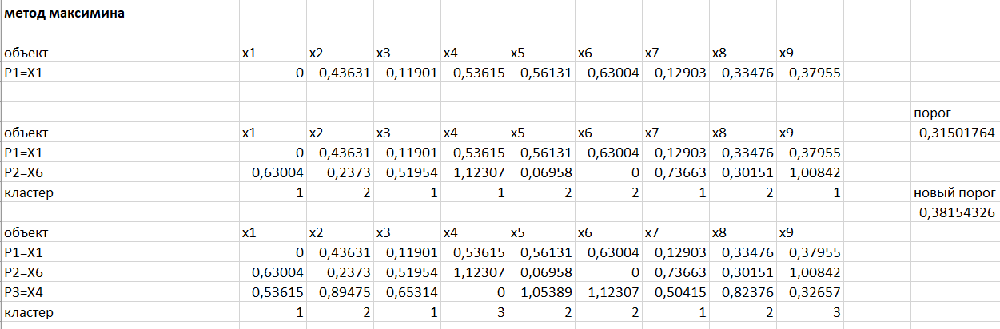 метод максимина
объект x1 x2 x3 x4 x5 x6 x7 x8 x9
P1=X1 0 0,43631 0,11901 0,53615 0,56131 0,63004 0,12903 0,33476 0,37955
порог
объект x1 x2 x3 x4 x5 x6 x7 x8 x9 0,31501764
P1=X1 0 0,43631 0,11901 0,53615 0,56131 0,63004 0,12903 0,33476 0,37955
P2=X6 0,63004 0,2373 0,51954 1,12307 0,06958 0 0,73663 0,30151 1,00842
кластер 1 2 1 1 2 2 1 2 1 новый порог
0,38154326
объект x1 x2 x3 x4 x5 x6 x7 x8 x9
P1=X1 0 0,43631 0,11901 0,53615 0,56131 0,63004 0,12903 0,33476 0,37955
P2=X6 0,63004 0,2373 0,51954 1,12307 0,06958 0 0,73663 0,30151 1,00842
P3=X4 0,53615 0,89475 0,65314 0 1,05389 1,12307 0,50415 0,82376 0,32657
кластер 1 2 1 3 2 2 1 2 3